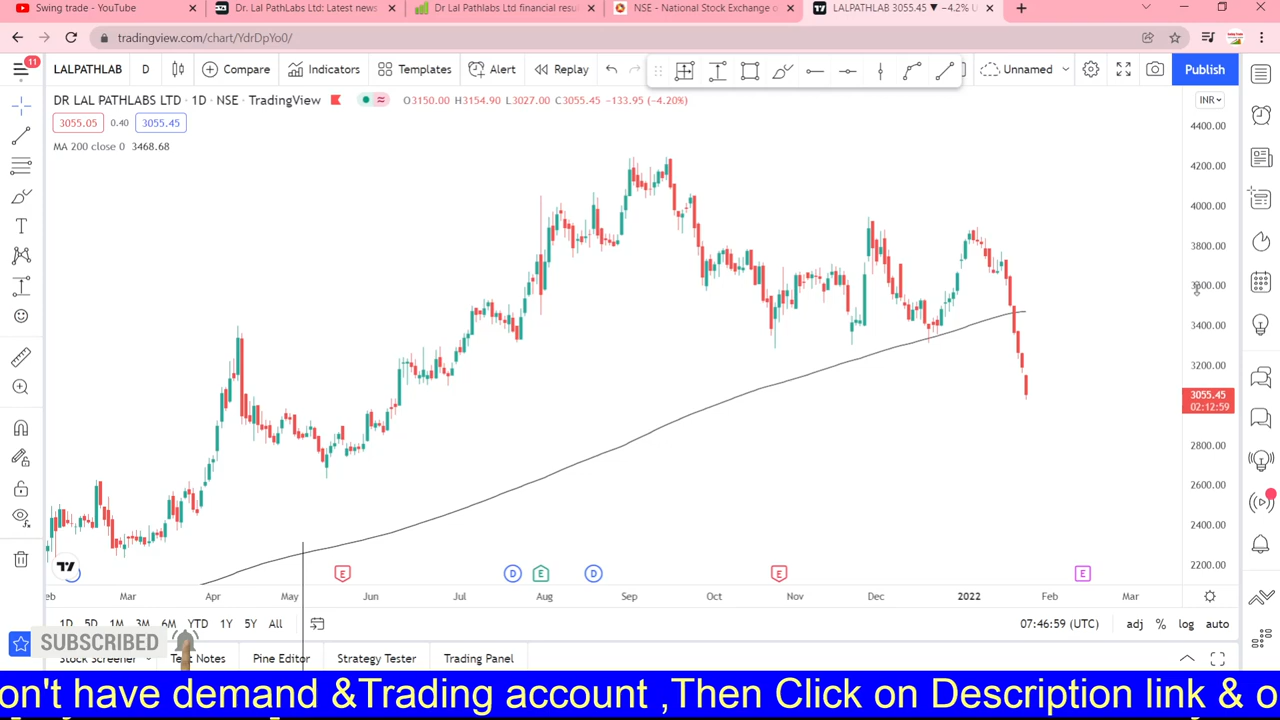 Swing trade - YouTube
Dr. Lal PathLabs Ltd: Latest news
Dr Lal Pathlabs Ltd financial resul
NSE - National Stock Exchange o
LALPATHLAB 3055.45 ▼ −4.2% U
tradingview.com/chart/YdrDpYo0/
11
LALPATHLAB
D
Compare
Indicators
Templates
Alert
Replay
Unnamed
Publish
DR LAL PATHLABS LTD · 1D · NSE · TradingView
O3150.00 H3154.90 L3027.00 C3055.45 −133.95 (−4.20%)
INR
3055.05
0.40
3055.45
MA 200 close 0 3468.68
4400.00
4200.00
4000.00
3800.00
3600.00
3400.00
3200.00
3055.45
02:12:59
2800.00
2600.00
2400.00
2200.00
E
D
E
D
E
E
eb
Mar
Apr
May
Jun
Jul
Aug
Sep
Oct
Nov
Dec
2022
Feb
Mar
1D
5D
1M
3M
6M
YTD
1Y
5Y
All
07:46:59 (UTC)
adj
%
log
auto
SUBSCRIBED
Stock Screener
Notes
Pine Editor
Strategy Tester
Trading Panel
on't have demand &Trading account ,Then Click on Description link & o